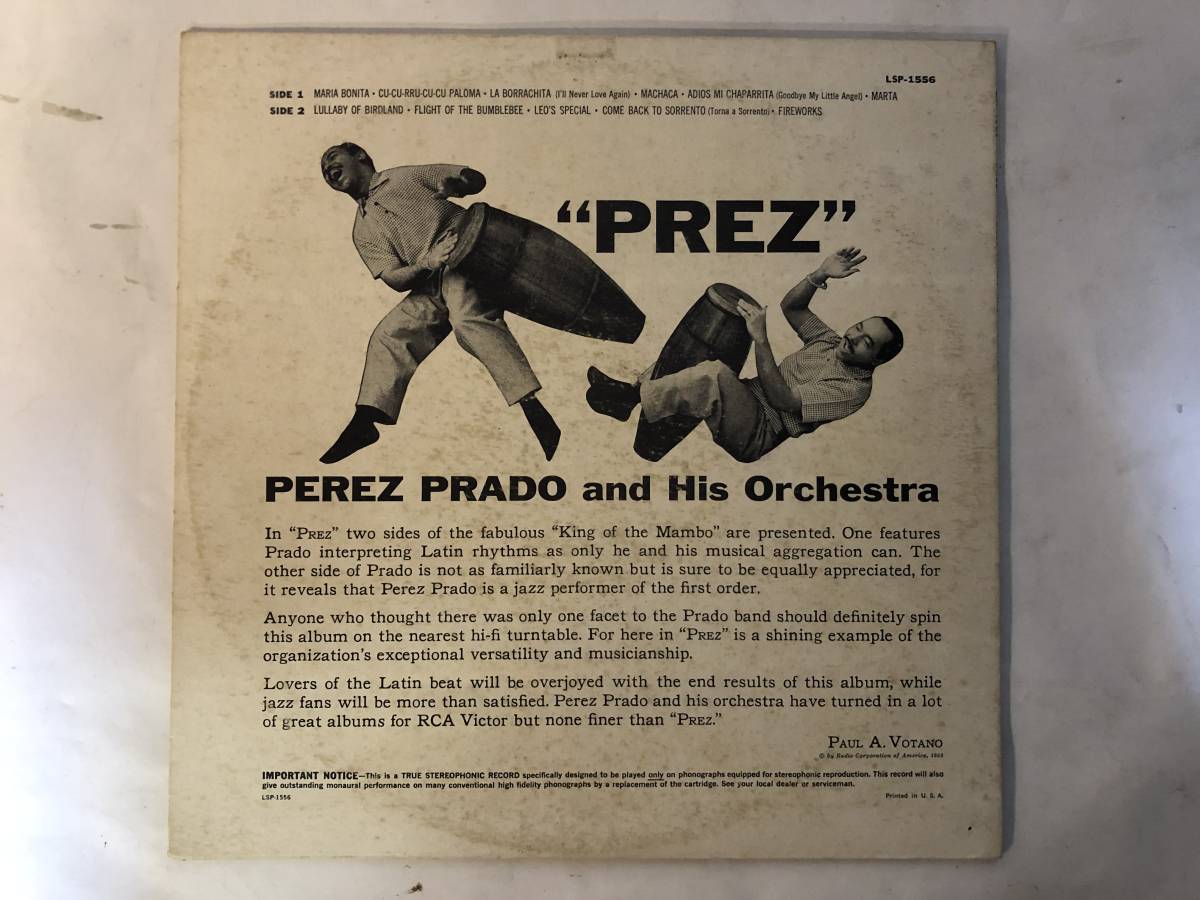 LSP-1556
SIDE 1 MARIA BONITA • CU-CU-RRU-CU-CU PALOMA • LA BORRACHITA (I'll Never Love Again) • MACHACA • ADIOS MI CHAPARRITA (Goodbye My Little Angel) • MARTA
SIDE 2 LULLABY OF BIRDLAND • FLIGHT OF THE BUMBLEBEE • LEO'S SPECIAL • COME BACK TO SORRENTO (Torna a Sorrento) • FIREWORKS
“PREZ”
PEREZ PRADO and His Orchestra
In “PREZ” two sides of the fabulous “King of the Mambo” are presented. One features
Prado interpreting Latin rhythms as only he and his musical aggregation can. The
other side of Prado is not as familiarly known but is sure to be equally appreciated, for
it reveals that Perez Prado is a jazz performer of the first order.
Anyone who thought there was only one facet to the Prado band should definitely spin
this album on the nearest hi-fi turntable. For here in “PREZ” is a shining example of the
organization's exceptional versatility and musicianship.
Lovers of the Latin beat will be overjoyed with the end results of this album, while
jazz fans will be more than satisfied. Perez Prado and his orchestra have turned in a lot
of great albums for RCA Victor but none finer than “PREZ.”
PAUL A. VOTANO
© by Radio Corporation of America, 1958
IMPORTANT NOTICE—This is a TRUE STEREOPHONIC RECORD specifically designed to be played only on phonographs equipped for stereophonic reproduction. This record will also
give outstanding monaural performance on many conventional high fidelity phonographs by a replacement of the cartridge. See your local dealer or serviceman.
LSP-1556
Printed in U. S. A.